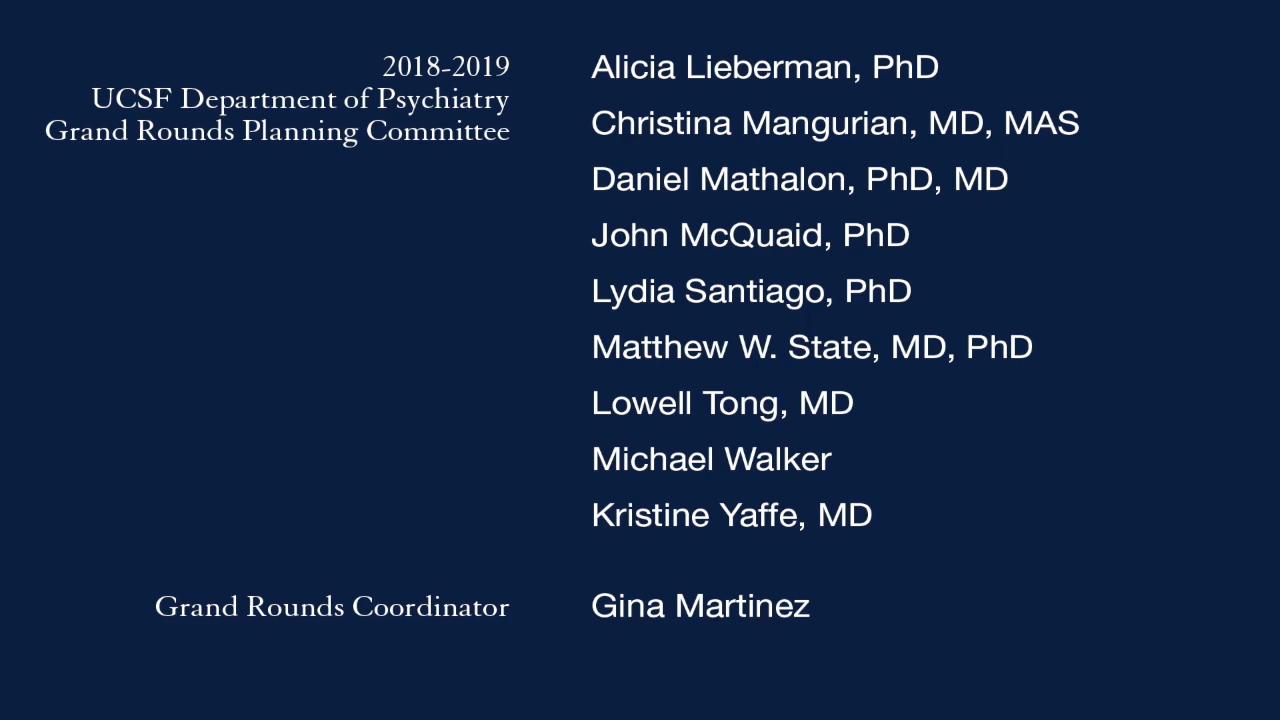 2018-2019
UCSF Department of Psychiatry
Grand Rounds Planning Committee
Alicia Lieberman, PhD
Christina Mangurian, MD, MAS
Daniel Mathalon, PhD, MD
John McQuaid, PhD
Lydia Santiago, PhD
Matthew W. State, MD, PhD
Lowell Tong, MD
Michael Walker
Kristine Yaffe, MD
Grand Rounds Coordinator
Gina Martinez